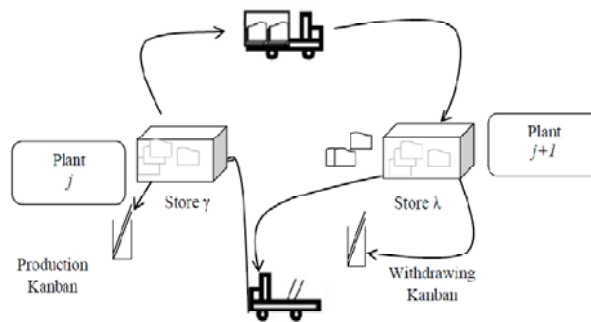 Plant
j
Store γ
Production
Kanban
Plant
j+1
Store λ
Withdrawing
Kanban